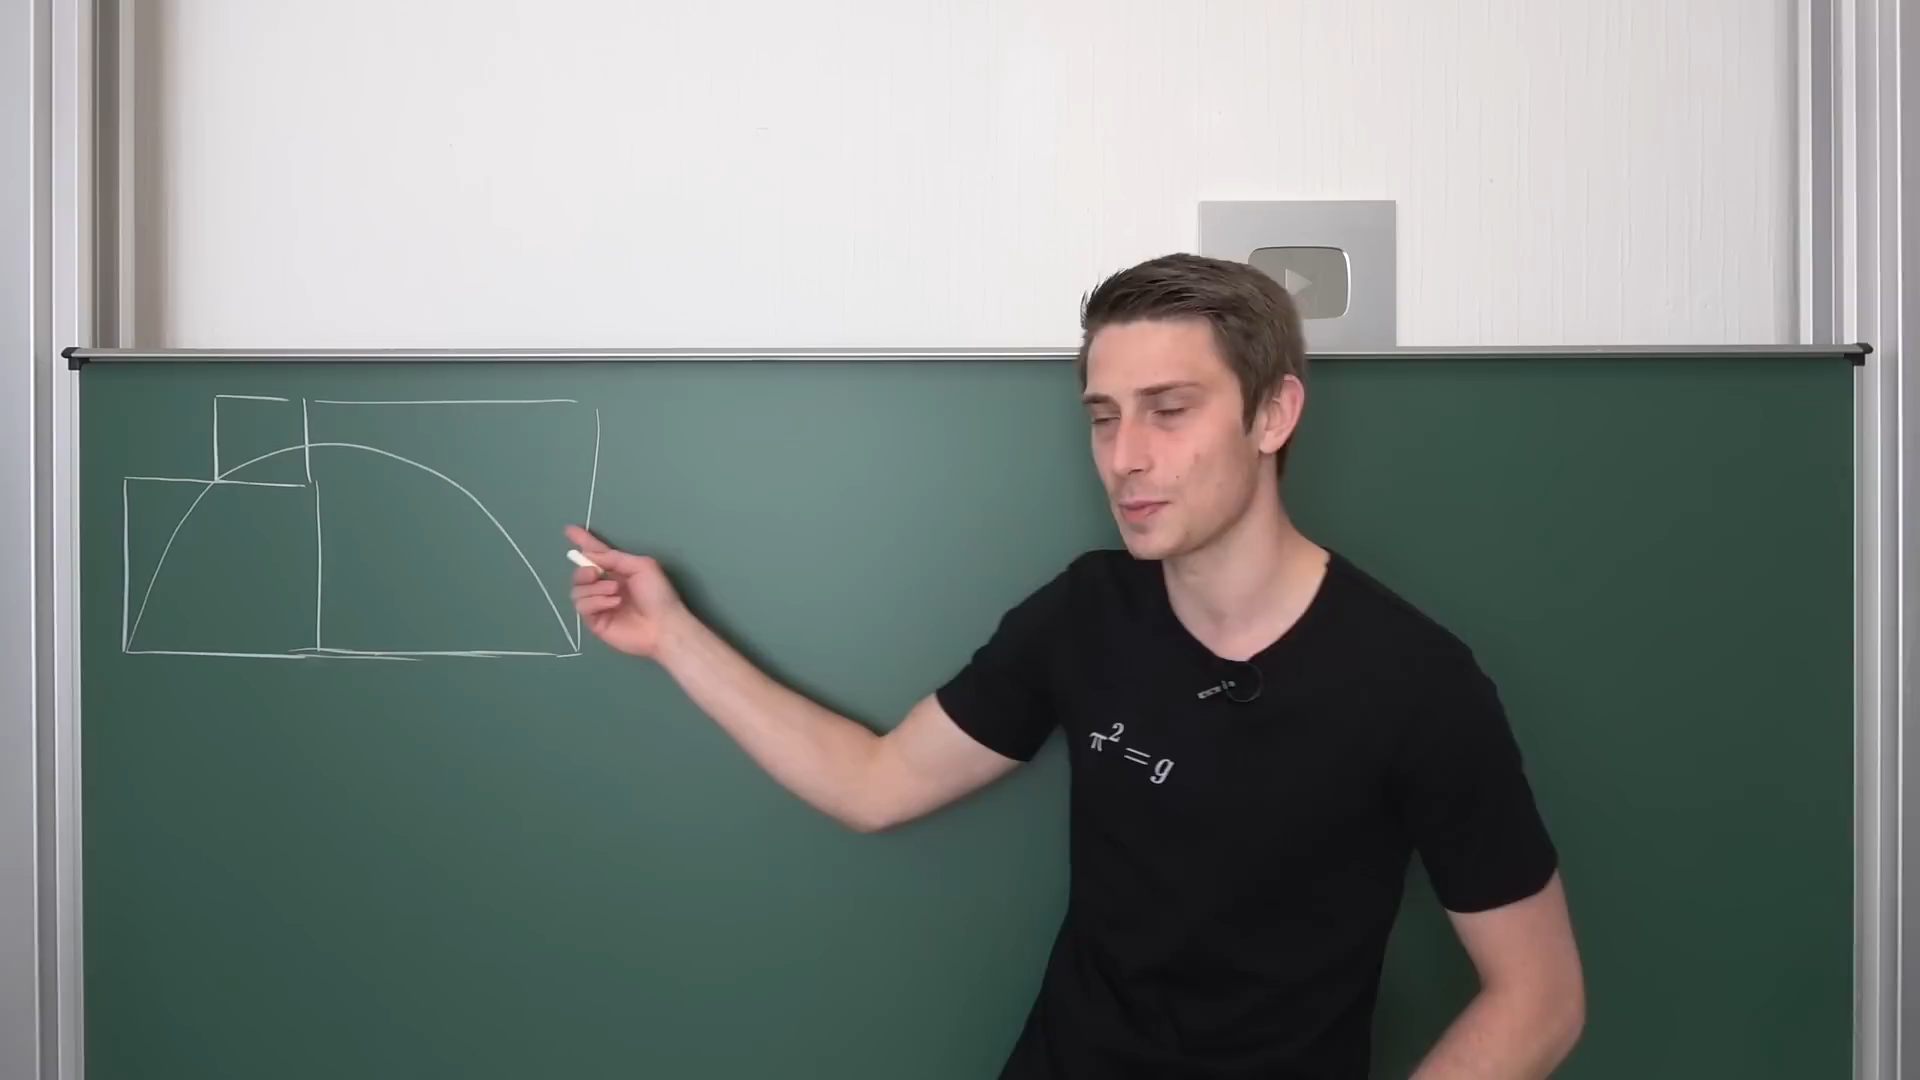 π² = g